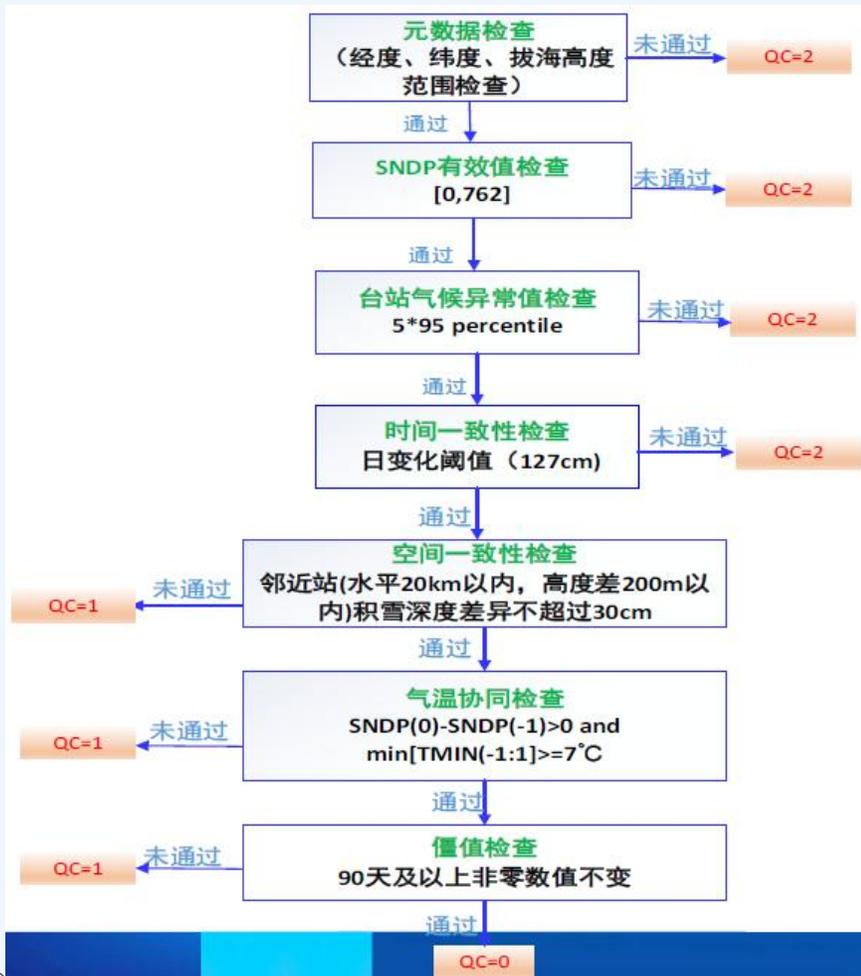 元数据检查
（经度、纬度、拔海高度
范围检查）
未通过
QC=2
通过
SNDP有效值检查
[0,762]
未通过
QC=2
通过
台站气候异常值检查
5*95 percentile
未通过
QC=2
通过
时间一致性检查
日变化阈值（127cm)
未通过
QC=2
通过
空间一致性检查
邻近站(水平20km以内，高度差200m以
内)积雪深度差异不超过30cm
未通过
QC=1
通过
气温协同检查
SNDP(0)-SNDP(-1)>0 and
min[TMIN(-1:1]>=7℃
未通过
QC=1
通过
僵值检查
90天及以上非零数值不变
未通过
QC=1
通过
QC=0